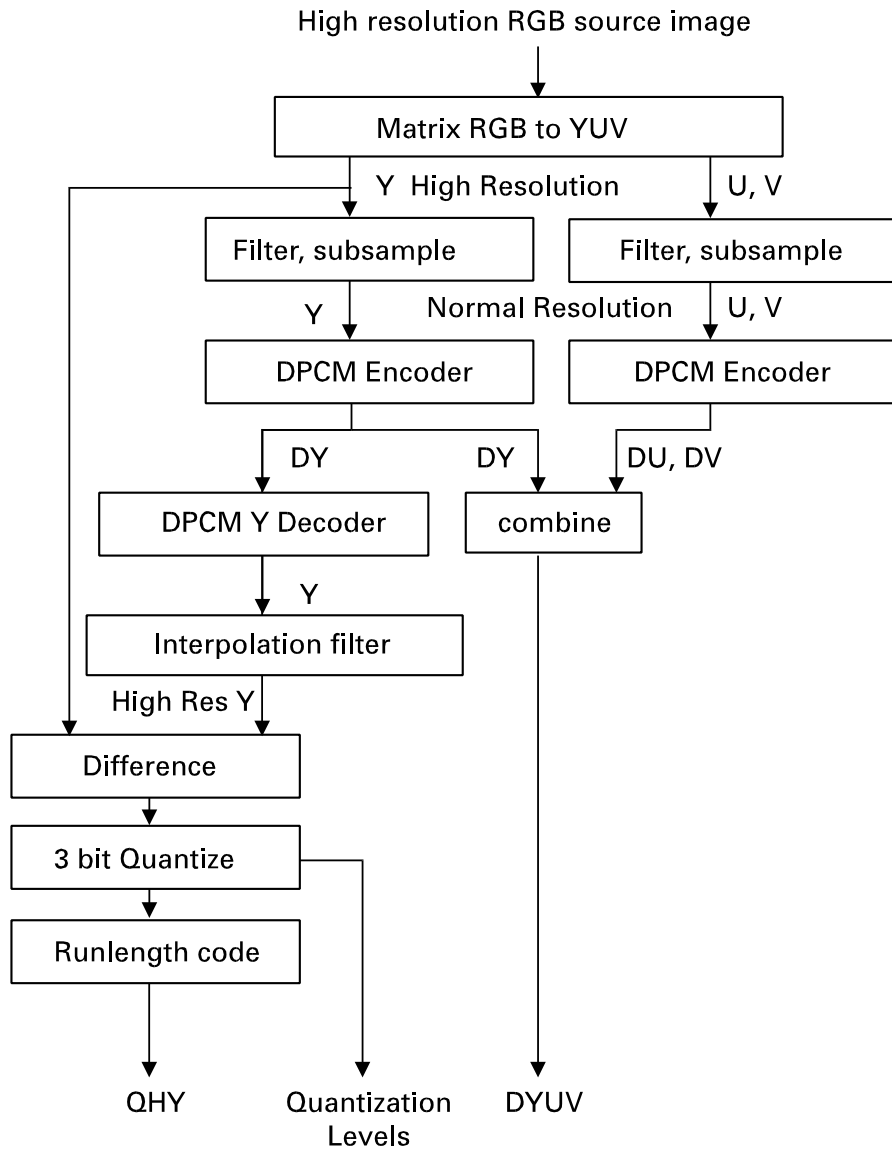 High resolution RGB source image
Matrix RGB to YUV
Y High Resolution
U, V
Filter, subsample
Filter, subsample
Y
Normal Resolution
U, V
DPCM Encoder
DPCM Encoder
DY
DY
DU, DV
DPCM Y Decoder
combine
Y
Interpolation filter
High Res Y
Difference
3 bit Quantize
Runlength code
QHY
Quantization
Levels
DYUV